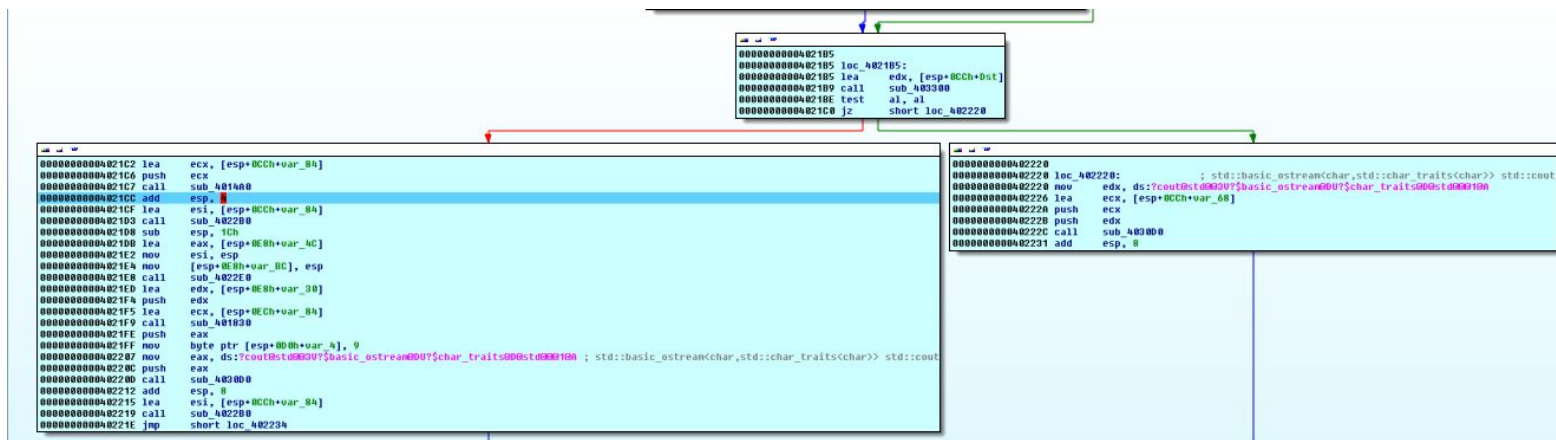 00000000004021B5
00000000004021B5 loc_4021B5:
00000000004021B5 lea edx, [esp+0CCh+Dst]
00000000004021B9 call sub_403300
00000000004021BE test al, al
00000000004021C0 jz short loc_402220
00000000004021C2 lea ecx, [esp+0CCh+var_84]
00000000004021C6 push ecx
00000000004021C7 call sub_4014A0
00000000004021CC add esp, 4
00000000004021CF lea esi, [esp+0CCh+var_84]
00000000004021D3 call sub_4022B0
00000000004021D8 sub esp, 1Ch
00000000004021DB lea eax, [esp+0E8h+var_4C]
00000000004021E2 mov esi, esp
00000000004021E4 mov [esp+0E8h+var_BC], esp
00000000004021E8 call sub_4022E0
00000000004021ED lea edx, [esp+0E8h+var_30]
00000000004021F4 push edx
00000000004021F5 lea ecx, [esp+0ECh+var_84]
00000000004021F9 call sub_401830
00000000004021FE push eax
00000000004021FF mov byte ptr [esp+0D0h+var_4], 9
0000000000402207 mov eax, ds:?cout@std@@3V?$basic_ostream@DU?$char_traits@D@std@@@1@A ; std::basic_ostream<char,std::char_traits<char>> std::cout
000000000040220C push eax
000000000040220D call sub_4030D0
0000000000402212 add esp, 8
0000000000402215 lea esi, [esp+0CCh+var_84]
0000000000402219 call sub_4022B0
000000000040221E jmp short loc_402234
0000000000402220
0000000000402220 loc_402220: ; std::basic_ostream<char,std::char_traits<char>> std::cout
0000000000402220 mov edx, ds:?cout@std@@3V?$basic_ostream@DU?$char_traits@D@std@@@1@A
0000000000402226 lea ecx, [esp+0CCh+var_68]
000000000040222A push ecx
000000000040222B push edx
000000000040222C call sub_4030D0
0000000000402231 add esp, 8